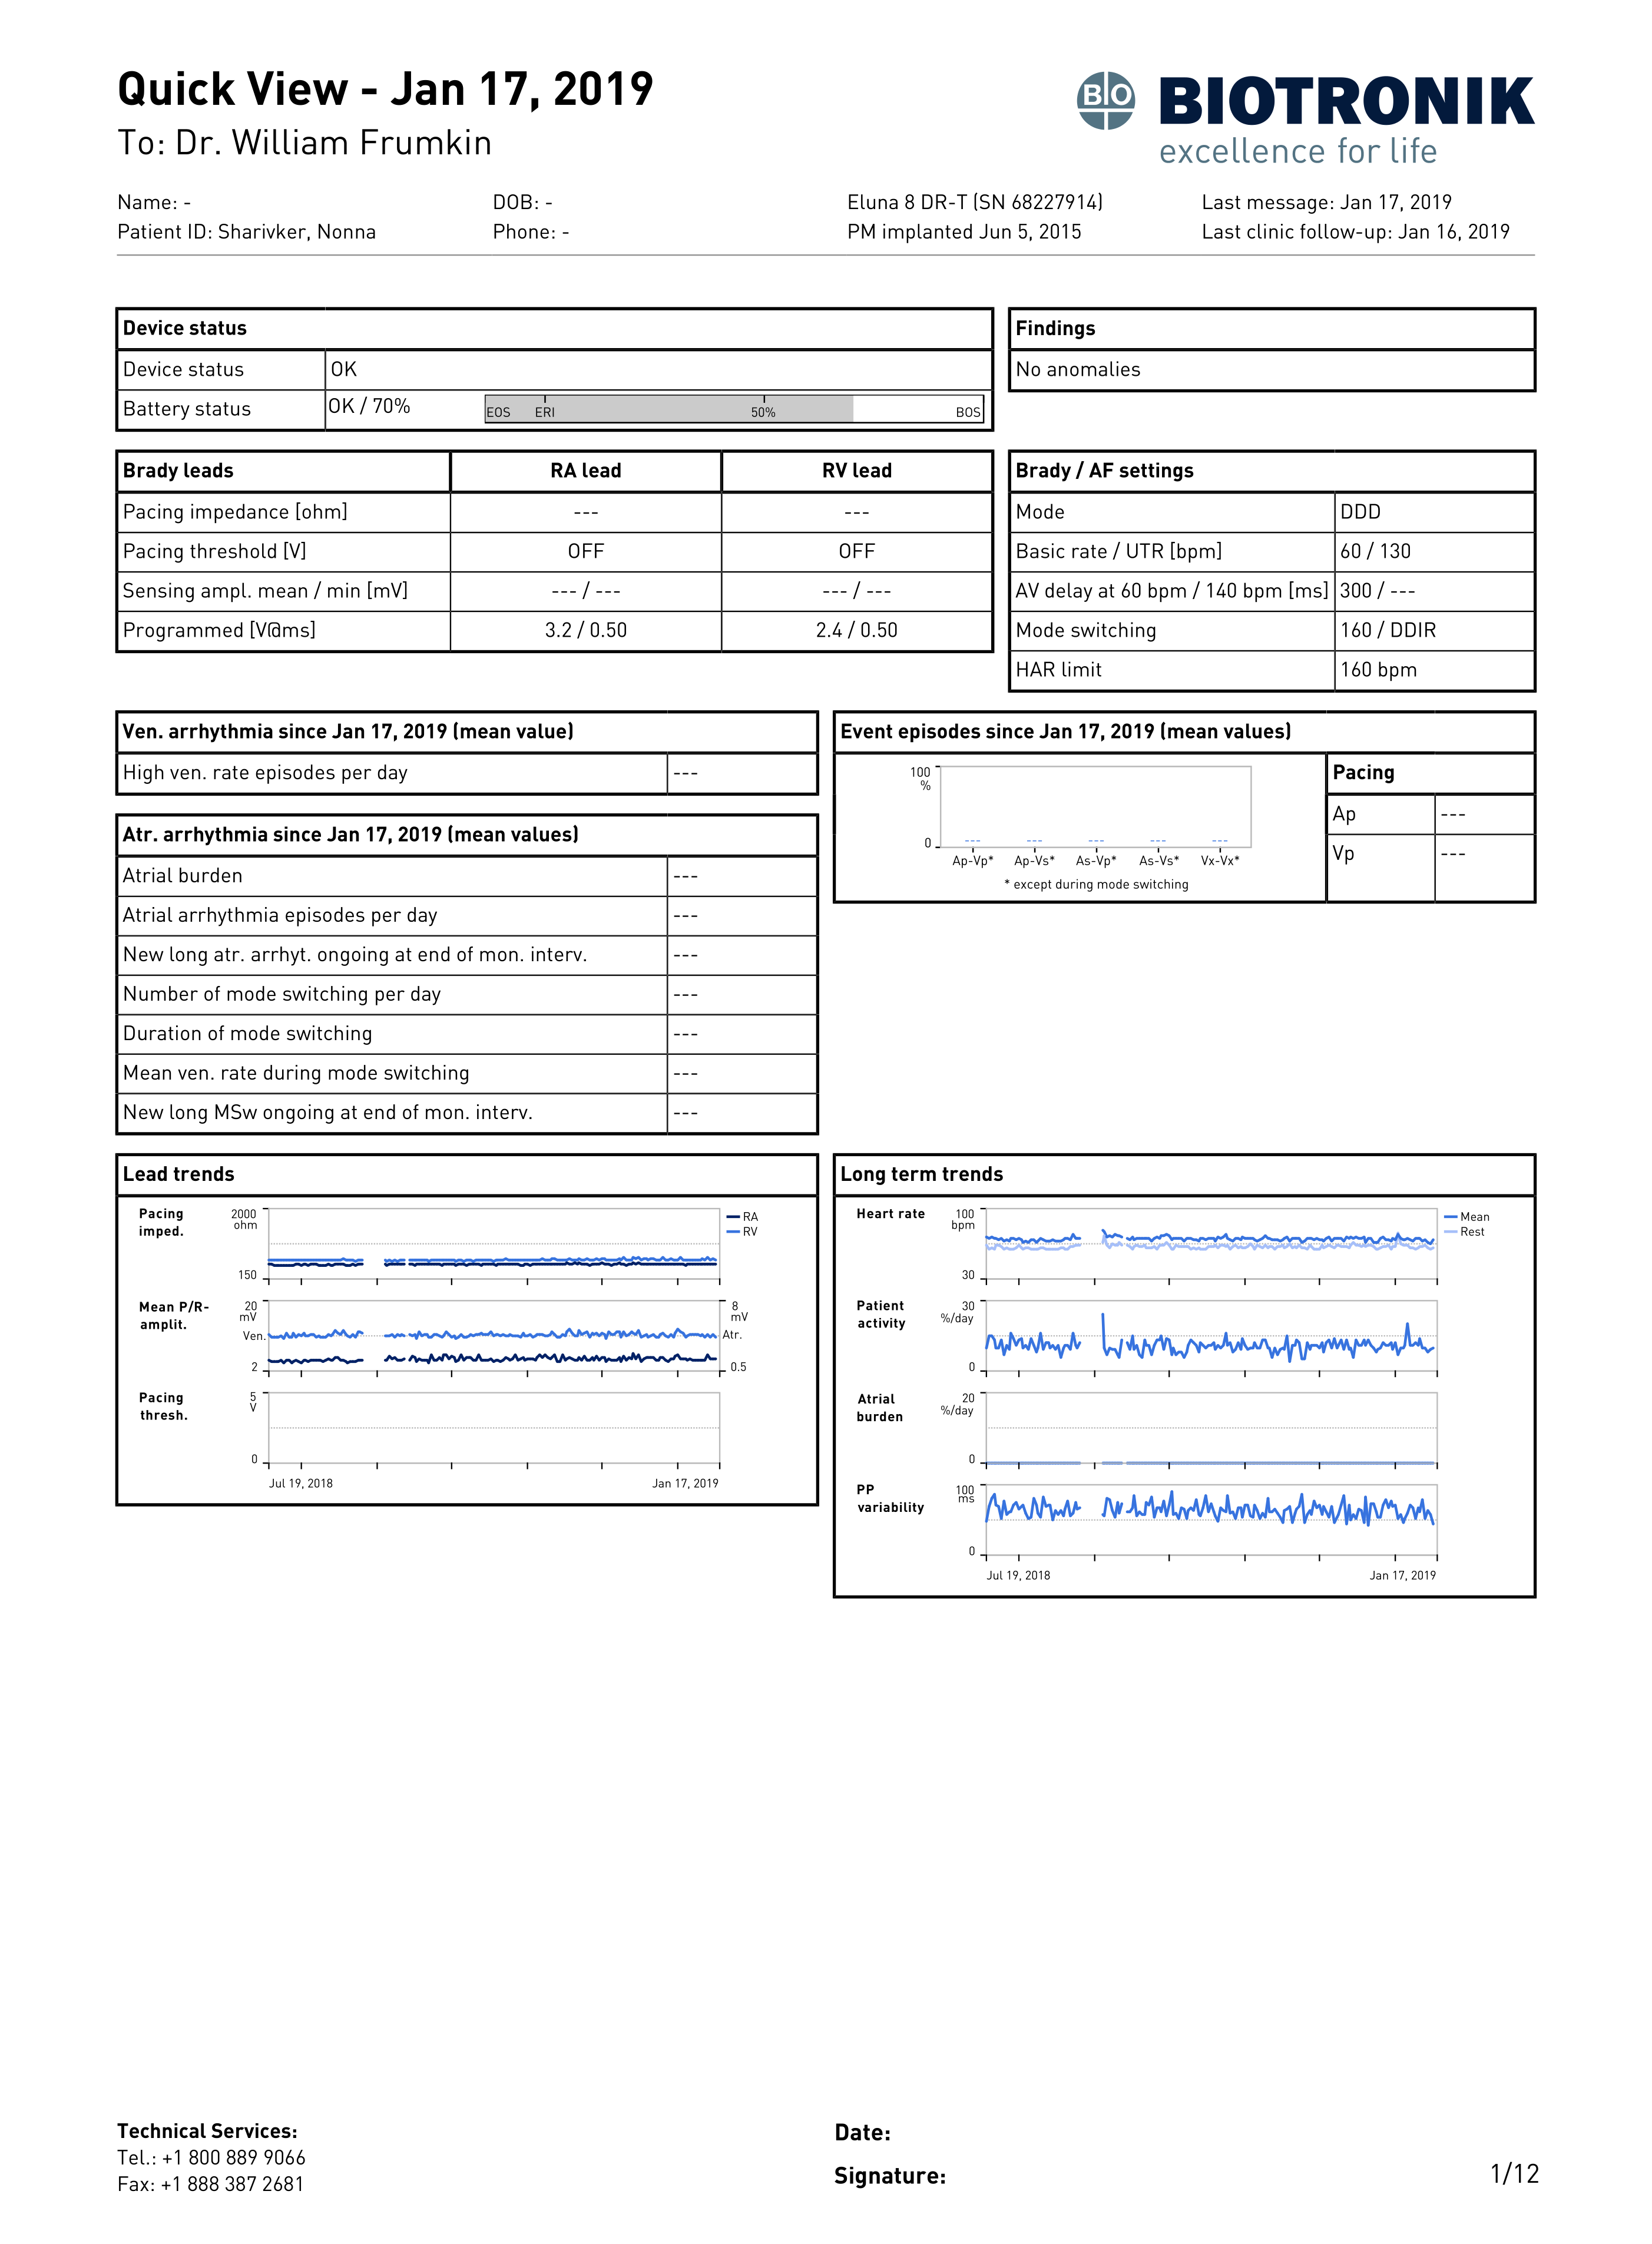 Quick View - Jan 17, 2019
To: Dr. William Frumkin
BIO BIOTRONIK
excellence for life
Name: - DOB: - Eluna 8 DR-T (SN 68227914) Last message: Jan 17, 2019
Patient ID: Sharivker, Nonna Phone: - PM implanted Jun 5, 2015 Last clinic follow-up: Jan 16, 2019
Device status
Device status OK
Battery status OK / 70% EOS ERI 50% BOS
Findings
No anomalies
Brady leads RA lead RV lead
Pacing impedance [ohm] --- ---
Pacing threshold [V] OFF OFF
Sensing ampl. mean / min [mV] --- / --- --- / ---
Programmed [V@ms] 3.2 / 0.50 2.4 / 0.50
Brady / AF settings
Mode DDD
Basic rate / UTR [bpm] 60 / 130
AV delay at 60 bpm / 140 bpm [ms] 300 / ---
Mode switching 160 / DDIR
HAR limit 160 bpm
Ven. arrhythmia since Jan 17, 2019 (mean value)
High ven. rate episodes per day ---
Atr. arrhythmia since Jan 17, 2019 (mean values)
Atrial burden ---
Atrial arrhythmia episodes per day ---
New long atr. arrhyt. ongoing at end of mon. interv. ---
Number of mode switching per day ---
Duration of mode switching ---
Mean ven. rate during mode switching ---
New long MSw ongoing at end of mon. interv. ---
Event episodes since Jan 17, 2019 (mean values)
100
%
0
--- --- --- --- ---
Ap-Vp* Ap-Vs* As-Vp* As-Vs* Vx-Vx*
* except during mode switching
Pacing
Ap ---
Vp ---
Lead trends
Pacing imped.
2000
ohm
150
RA
RV
Mean P/R-amplit.
20
mV
Ven.
2
8
mV
Atr.
0.5
Pacing thresh.
5
V
0
Jul 19, 2018 Jan 17, 2019
Long term trends
Heart rate
100
bpm
30
Mean
Rest
Patient activity
30
%/day
0
Atrial burden
20
%/day
0
PP variability
100
ms
0
Jul 19, 2018 Jan 17, 2019
Technical Services:
Tel.: +1 800 889 9066
Fax: +1 888 387 2681
Date:
Signature:
1/12